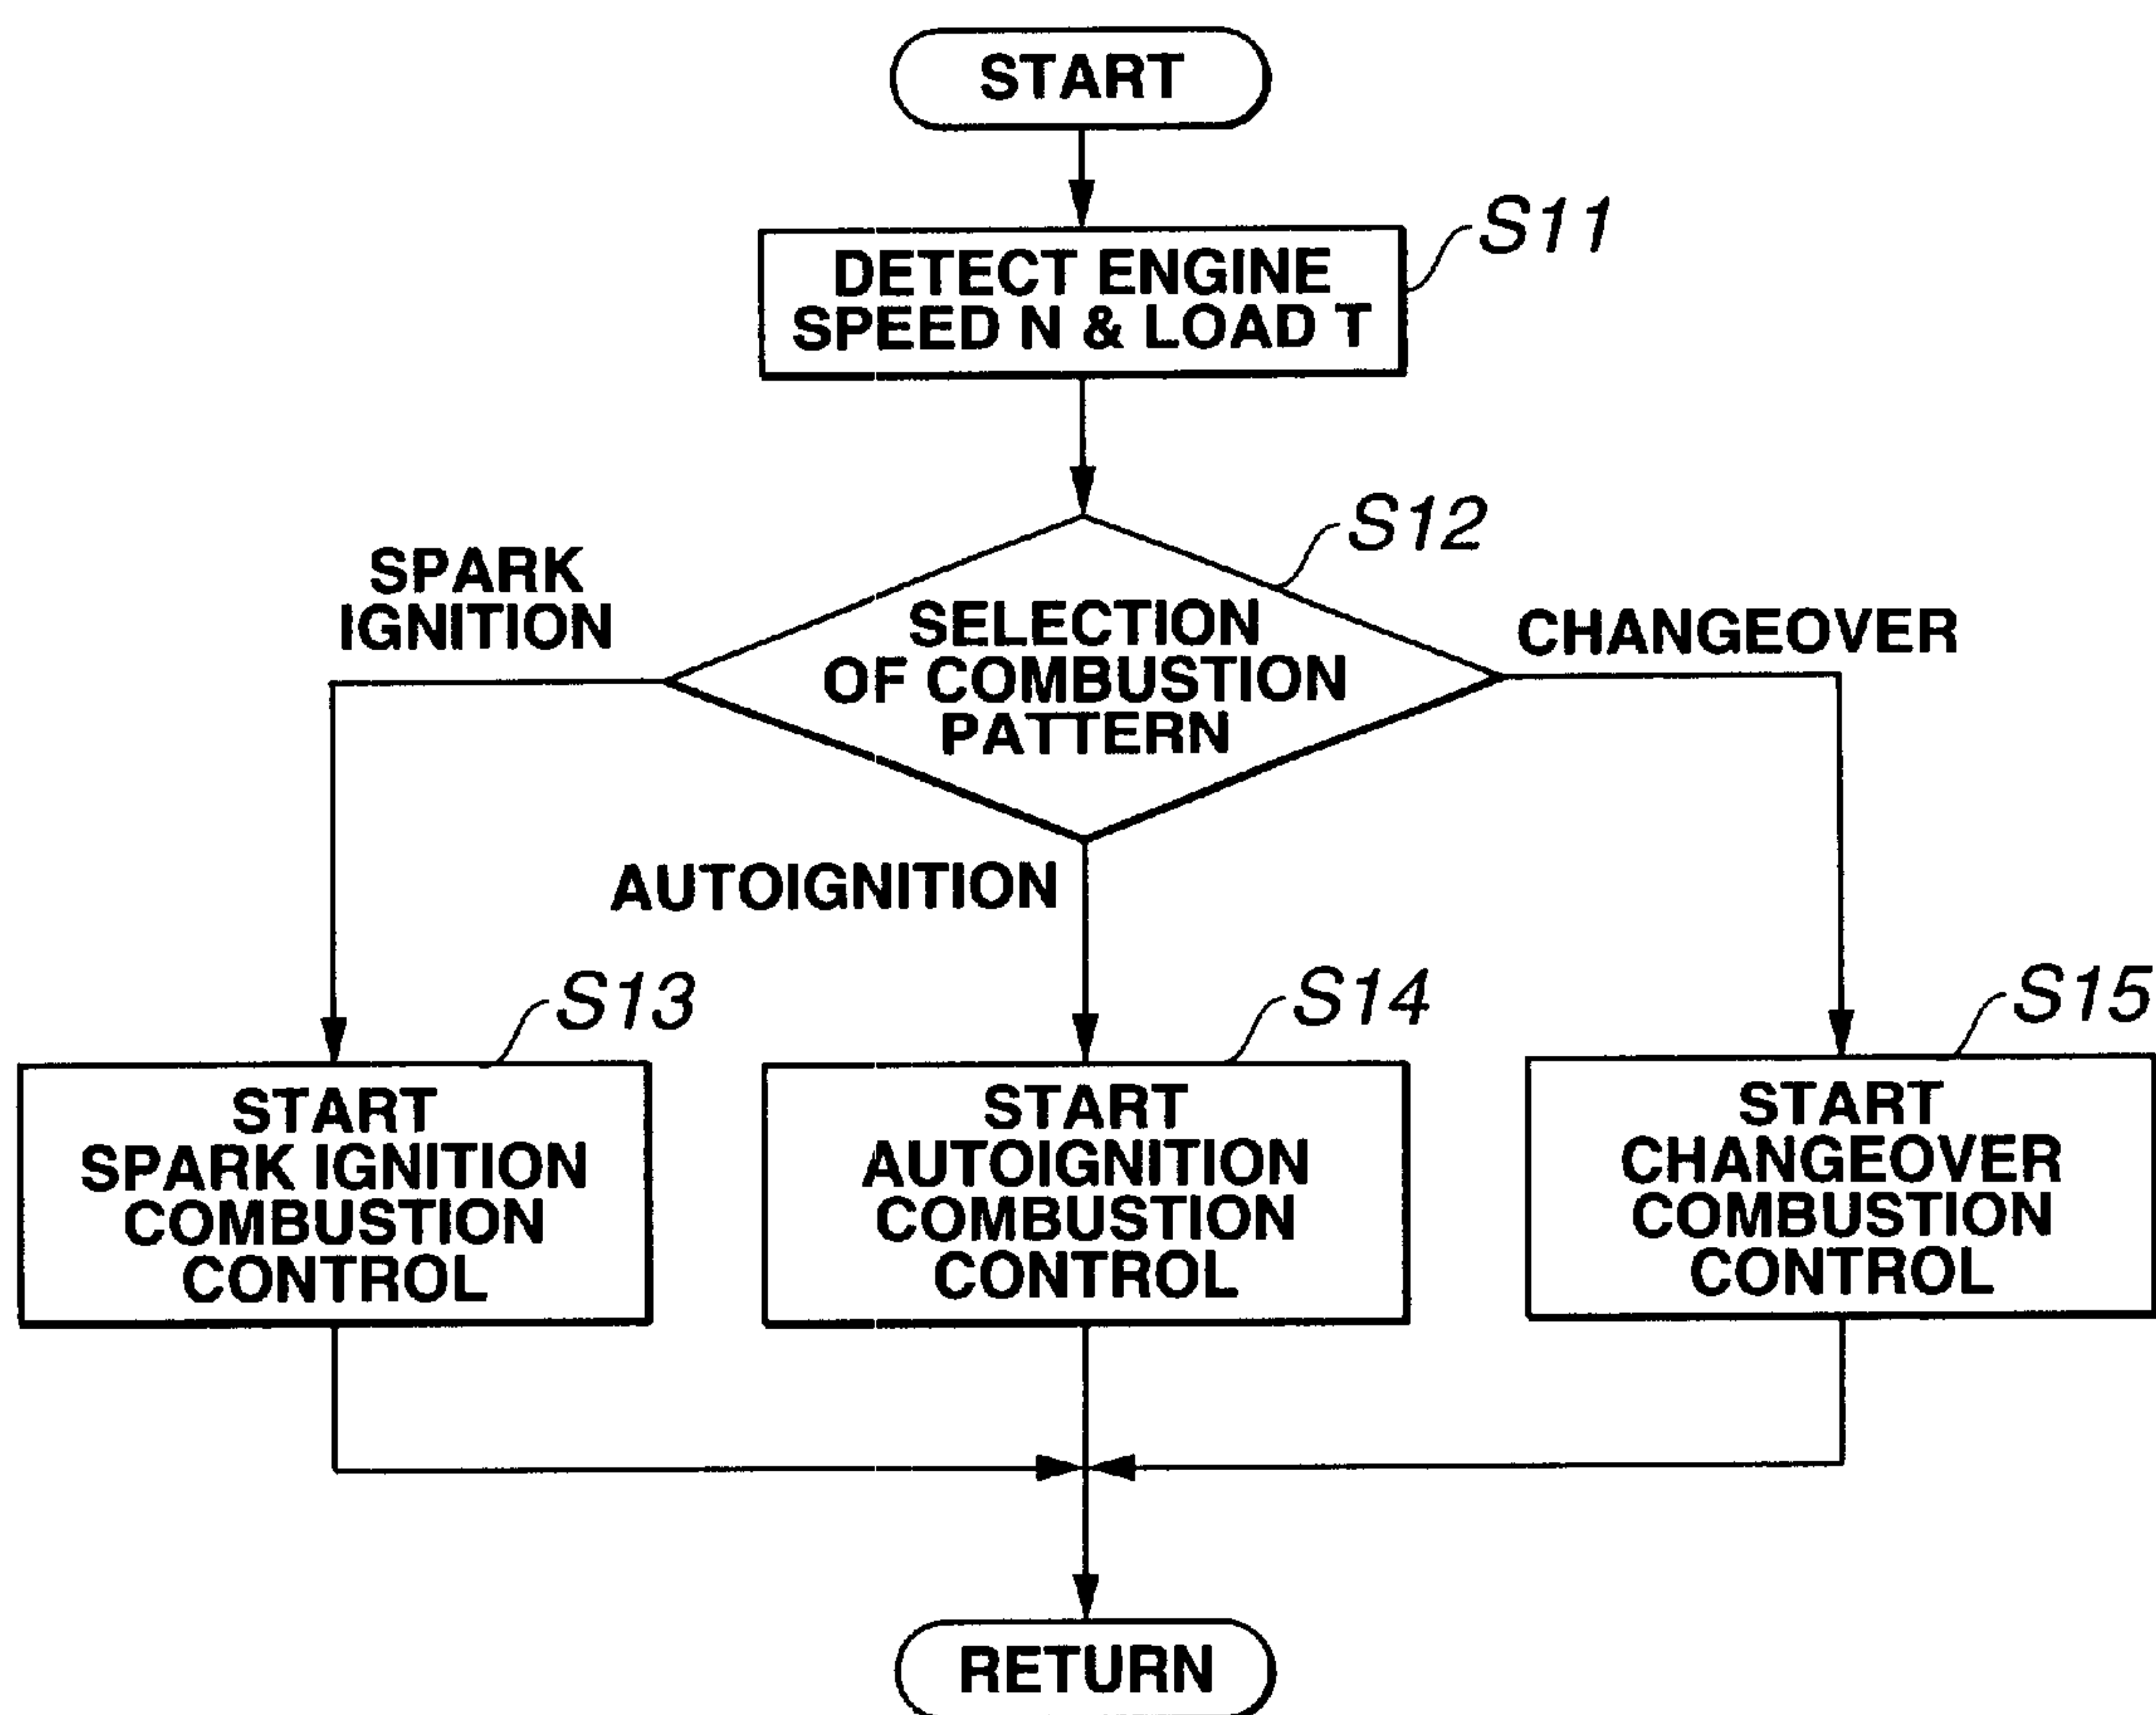 START
DETECT ENGINE
SPEED N & LOAD T
S11
S12
SPARK
IGNITION
SELECTION
OF COMBUSTION
PATTERN
CHANGEOVER
AUTOIGNITION
S13
START
SPARK IGNITION
COMBUSTION
CONTROL
S14
START
AUTOIGNITION
COMBUSTION
CONTROL
S15
START
CHANGEOVER
COMBUSTION
CONTROL
RETURN